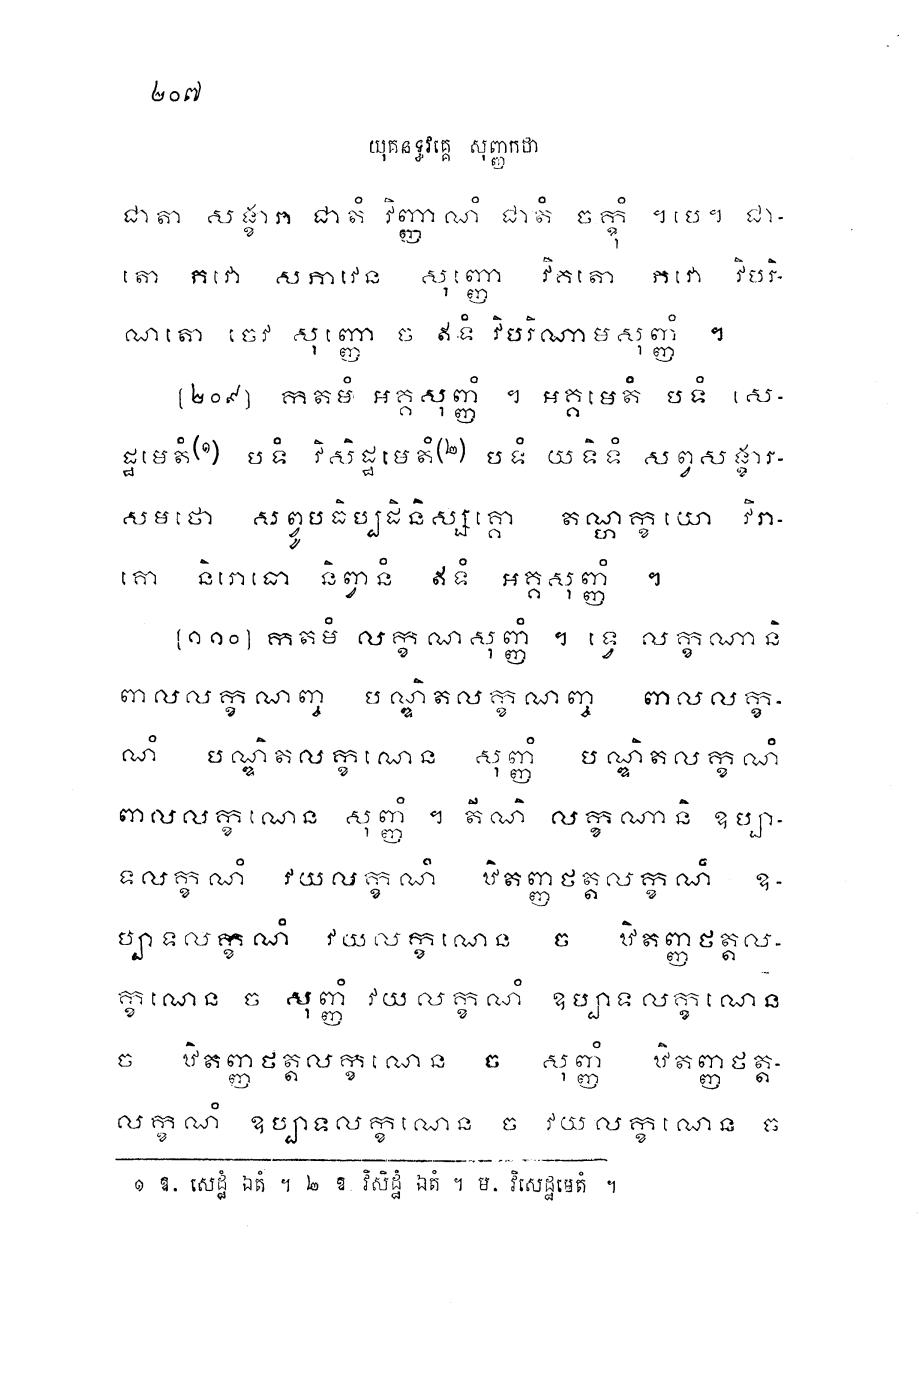 ២០៧
យុគនទ្ធវគ្គេ សុញ្ញកថា
ជាតា សង្ខារា ជាតំ វិញ្ញាណំ ជាតំ ចក្ខុំ ។បេ។ ជា-
តោ ភវោ សភាវេន សុញ្ញោ វិគតោ ភវោ វិបរិ-
ណតោ ចេវ សុញ្ញោ ច ឥទំ វិបរិណាមសុញ្ញំ ។
[២០៩] កតមំ អគ្គសុញ្ញំ ។ អគ្គមេតំ បទំ សេ-
ដ្ឋមេតំ(១) បទំ វិសិដ្ឋមេតំ(២) បទំ យទិទំ សព្វសង្ខារ-
សមថោ សព្វូបធិប្បដិនិស្សគ្គោ តណ្ហក្ខយោ វិរា-
គោ និរោធោ និព្វានំ ឥទំ អគ្គសុញ្ញំ ។
[១១០] កតមំ លក្ខណសុញ្ញំ ។ ទ្វេ លក្ខណានិ
ពាលលក្ខណញ្ច បណ្ឌិតលក្ខណញ្ច ពាលលក្ខ-
ណំ បណ្ឌិតលក្ខណេន សុញ្ញំ បណ្ឌិតលក្ខណំ
ពាលលក្ខណេន សុញ្ញំ ។ តីណិ លក្ខណានិ ឧប្បា-
ទលក្ខណំ វយលក្ខណំ ឋិតញ្ញថត្តលក្ខណំ ឧ-
ប្បាទលក្ខណំ វយលក្ខណេន ច ឋិតញ្ញថត្តល-
ក្ខណេន ច សុញ្ញំ វយលក្ខណំ ឧប្បាទលក្ខណេន
ច ឋិតញ្ញថត្តលក្ខណេន ច សុញ្ញំ ឋិតញ្ញថត្ត-
លក្ខណំ ឧប្បាទលក្ខណេន ច វយលក្ខណេន ច
១ ឧ. សេដ្ឋំ ឯតំ ។ ២ ឧ. វិសិដ្ឋំ ឯតំ ។ ម. វិសេដ្ឋមេតំ ។